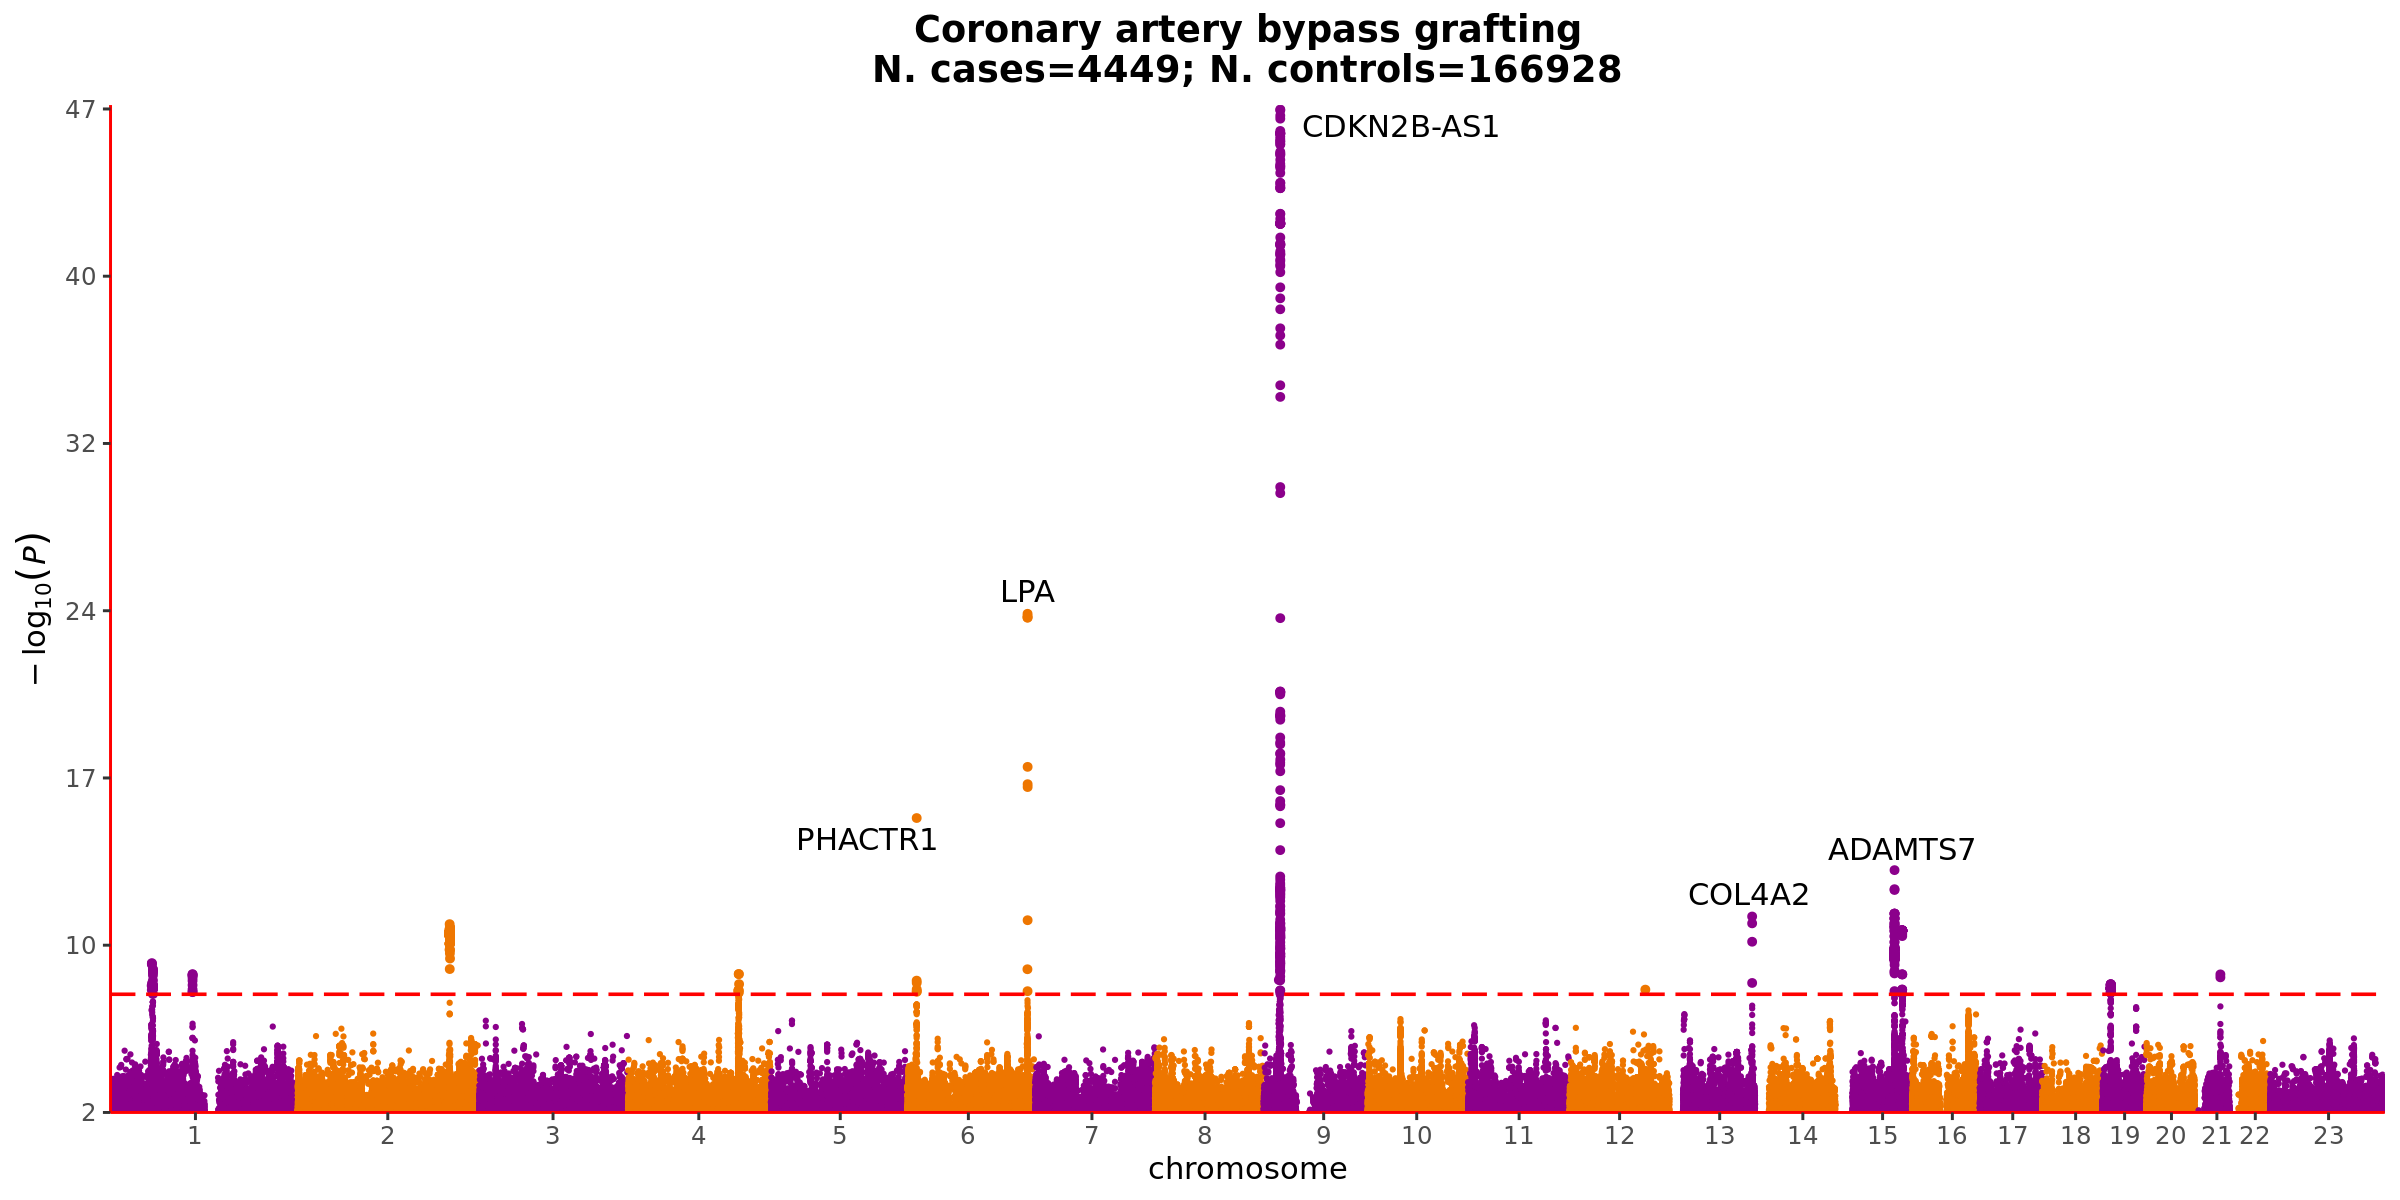 Coronary artery bypass grafting
N. cases=4449; N. controls=166928
47
40
32
24
17
10
2
−log10(P)
CDKN2B-AS1
LPA
PHACTR1
ADAMTS7
COL4A2
1 2 3 4 5 6 7 8 9 10 11 12 13 14 15 16 17 18 19 20 21 22 23
chromosome